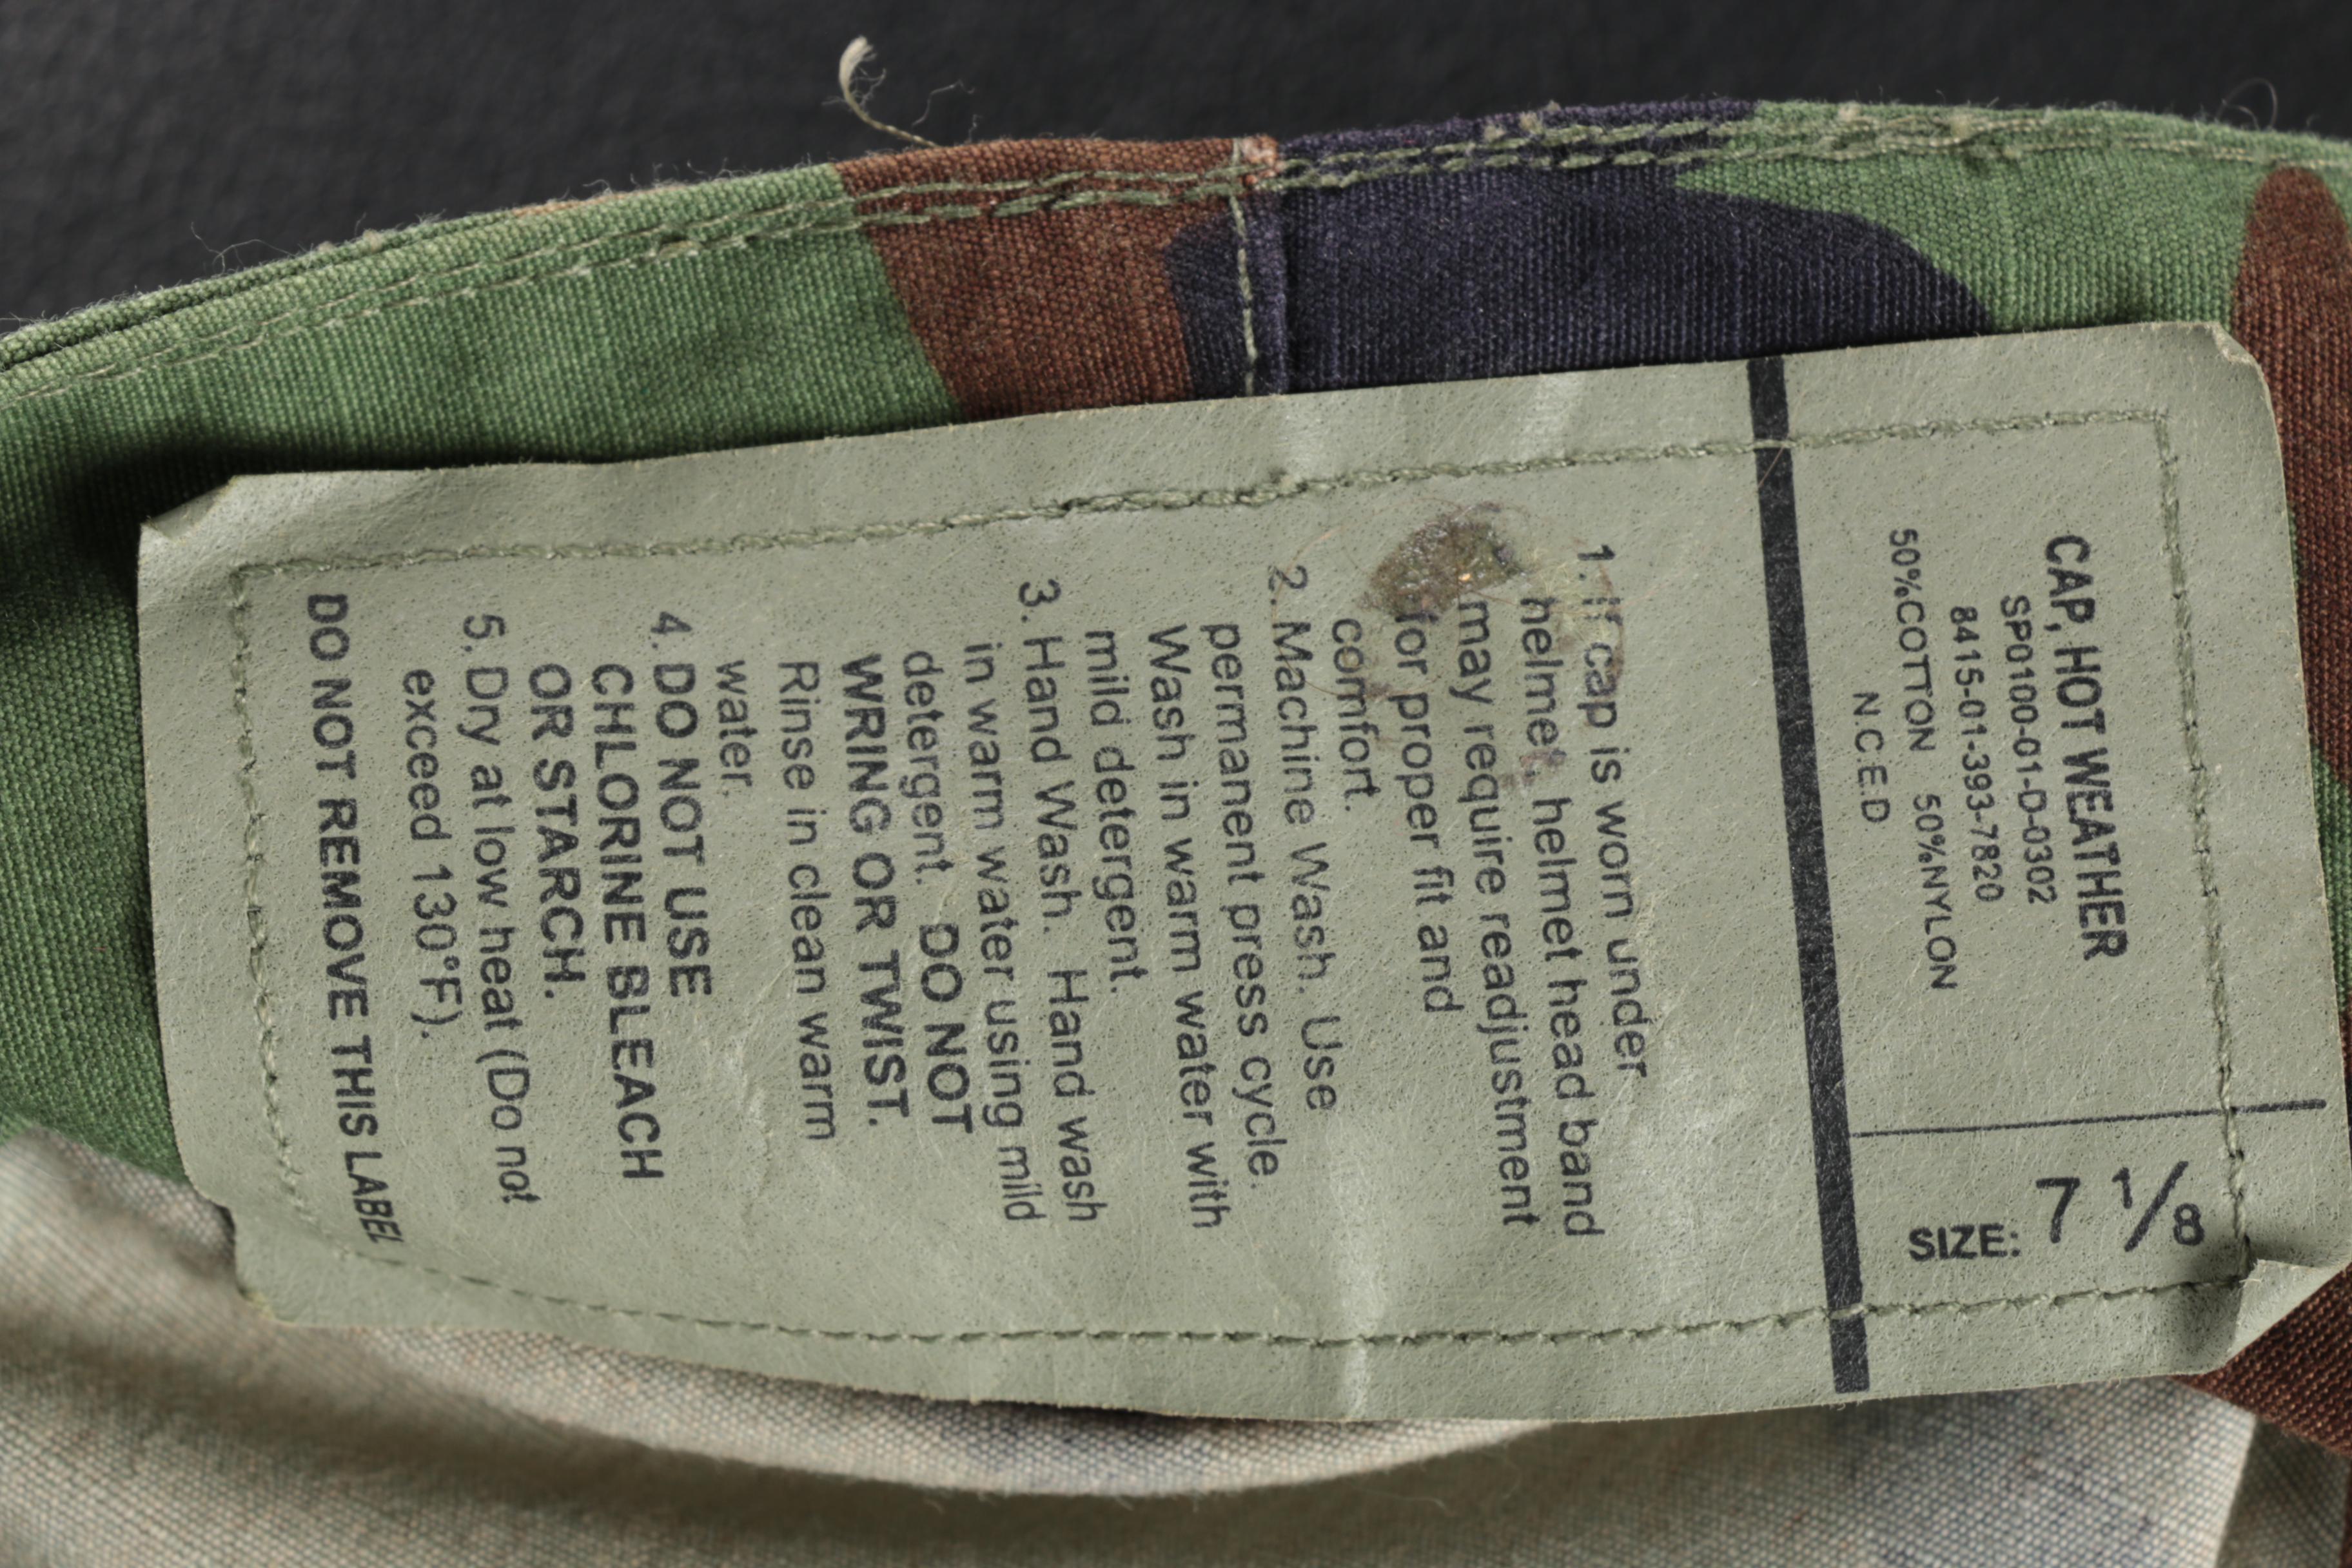 CAP, HOT WEATHER
SP0100-01-D-0302
8415-01-393-7820
50%COTTON 50%NYLON
N.C.E.D
SIZE: 7 1/8
1. If cap is worn under
helmet, helmet head band
may require readjustment
for proper fit and
comfort.
2. Machine Wash. Use
permanent press cycle.
Wash in warm water with
mild detergent.
3. Hand Wash. Hand wash
in warm water using mild
detergent. DO NOT
WRING OR TWIST.
Rinse in clean warm
water.
4. DO NOT USE
CHLORINE BLEACH
OR STARCH.
5. Dry at low heat (Do not
exceed 130°F).
DO NOT REMOVE THIS LABEL